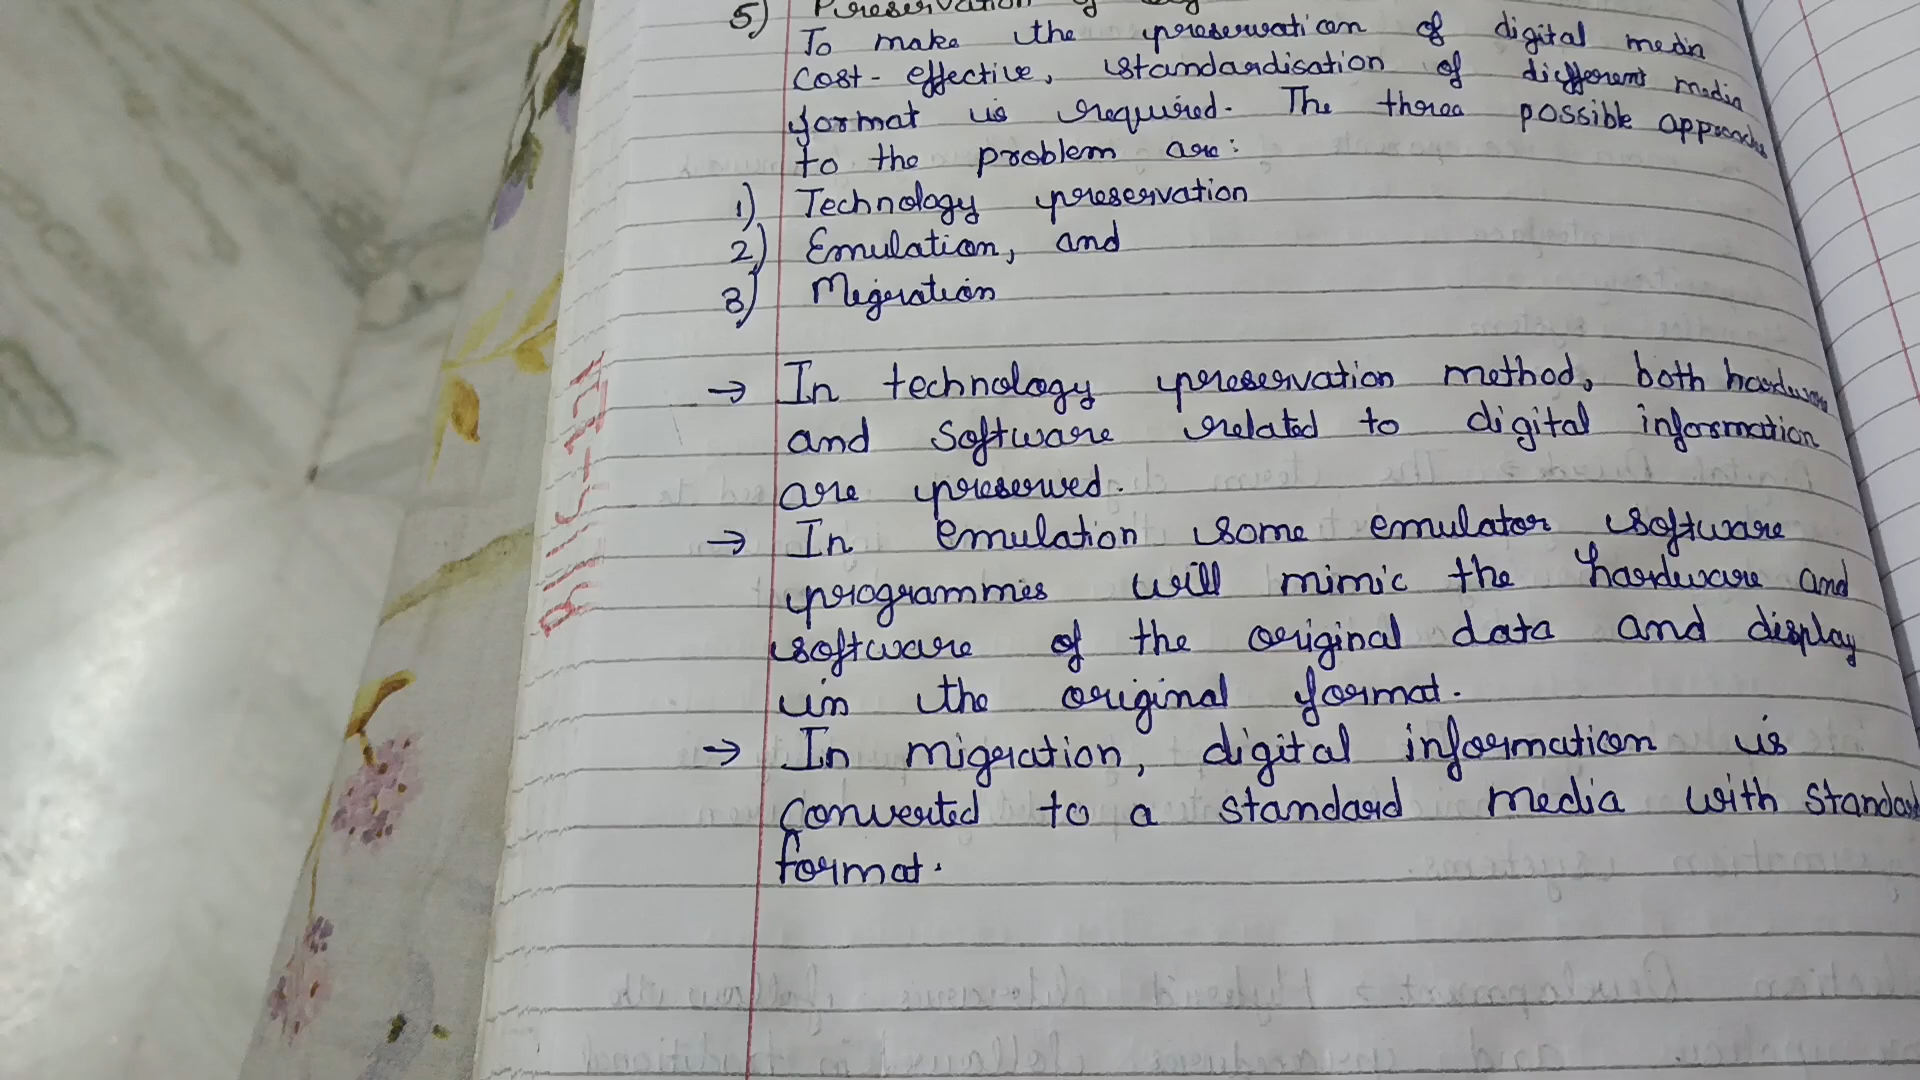 5) Preservation of
To make the preservation of digital media
cost-effective, standardisation of different media
format is required. The three possible approaches
to the problem are:
1) Technology preservation
2) Emulation, and
3) Migration
→ In technology preservation method, both hardware
and software related to digital information
are preserved.
→ In emulation some emulator software
programmes will mimic the hardware and
software of the original data and display
in the original format.
→ In migration, digital information is
converted to a standard media with standard
format.